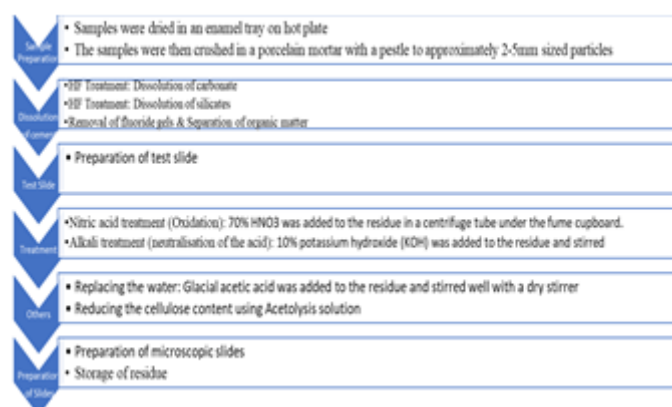 Sample
Preparation
• Samples were dried in an enamel tray on hot plate
• The samples were then crushed in a porcelain mortar with a pestle to approximately 2-5mm sized particles
Dissolution
of cement
•HF Treatment: Dissolution of carbonate
•HF Treatment: Dissolution of silicates
•Removal of fluoride gels & Separation of organic matter
Test Slide
• Preparation of test slide
Treatment
•Nitric acid treatment (Oxidation): 70% HNO3 was added to the residue in a centrifuge tube under the fume cupboard.
•Alkali treatment (neutralisation of the acid): 10% potassium hydroxide (KOH) was added to the residue and stirred
Others
• Replacing the water: Glacial acetic acid was added to the residue and stirred well with a dry stirrer
• Reducing the cellulose content using Acetolysis solution
Preparation
of Slides
• Preparation of microscopic slides
• Storage of residue